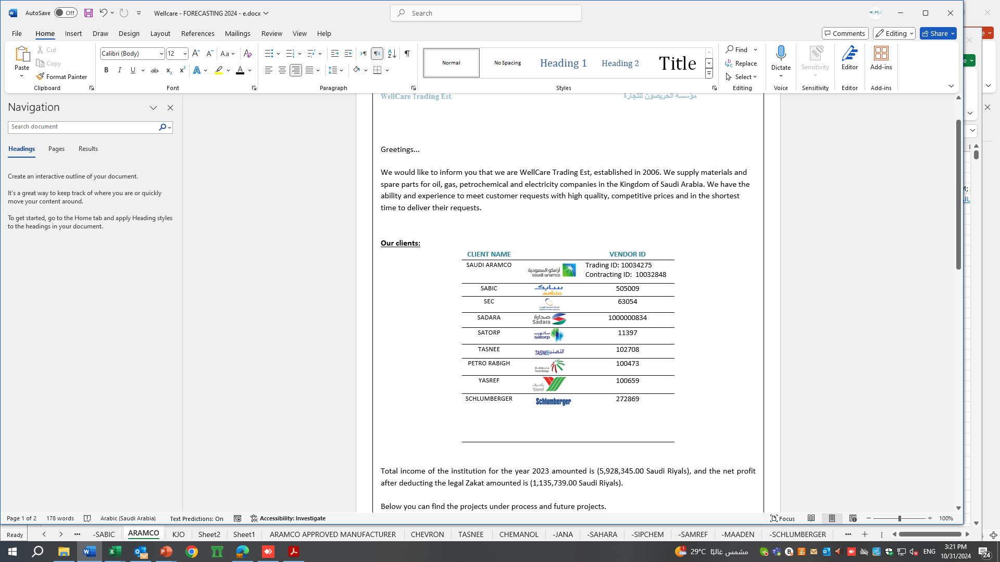 AutoSave Off Wellcare - FORECASTING 2024 - e.docx Search
File Home Insert Draw Design Layout References Mailings Review View Help Comments Editing Share
Paste Cut Copy Format Painter Clipboard
Calibri (Body) 12 Font
Paragraph
Normal No Spacing Heading 1 Heading 2 Title Styles
Find Replace Select Editing
Dictate Voice
Sensitivity Sensitivity
Editor Editor
Add-ins Add-ins
Navigation
Search document
Headings Pages Results
Create an interactive outline of your document.
It's a great way to keep track of where you are or quickly
move your content around.
To get started, go to the Home tab and apply Heading styles
to the headings in your document.
WellCare Trading Est. مؤسسة الحريصون للتجارة
Greetings...
We would like to inform you that we are WellCare Trading Est, established in 2006. We supply materials and
spare parts for oil, gas, petrochemical and electricity companies in the Kingdom of Saudi Arabia. We have the
ability and experience to meet customer requests with high quality, competitive prices and in the shortest
time to deliver their requests.
Our clients:
CLIENT NAME VENDOR ID
SAUDI ARAMCO أرامكو السعودية saudi aramco Trading ID: 10034275
Contracting ID: 10032848
SABIC سابك sabic 505009
SEC 63054
SADARA صدارة Sadara 1000000834
SATORP ساتورب satorp 11397
TASNEE TASNEE التصنيع 102708
PETRO RABIGH بترورابغ Petro Rabigh 100473
YASREF ياسرف Yasref 100659
SCHLUMBERGER Schlumberger 272869
Total income of the institution for the year 2023 amounted is (5,928,345.00 Saudi Riyals), and the net profit
after deducting the legal Zakat amounted is (1,135,739.00 Saudi Riyals).
Below you can find the projects under process and future projects.
Page 1 of 2 178 words Arabic (Saudi Arabia) Text Predictions: On Accessibility: Investigate Focus 100%
Ready -SABIC ARAMCO KJO Sheet2 Sheet1 ARAMCO APPROVED MANUFACTURER CHEVRON TASNEE CHEMANOL -JANA -SAHARA -SIPCHEM -SAMREF -MAADEN -SCHLUMBERGER
29°C مشمس غالبًا ENG 3:21 PM
10/31/2024 24